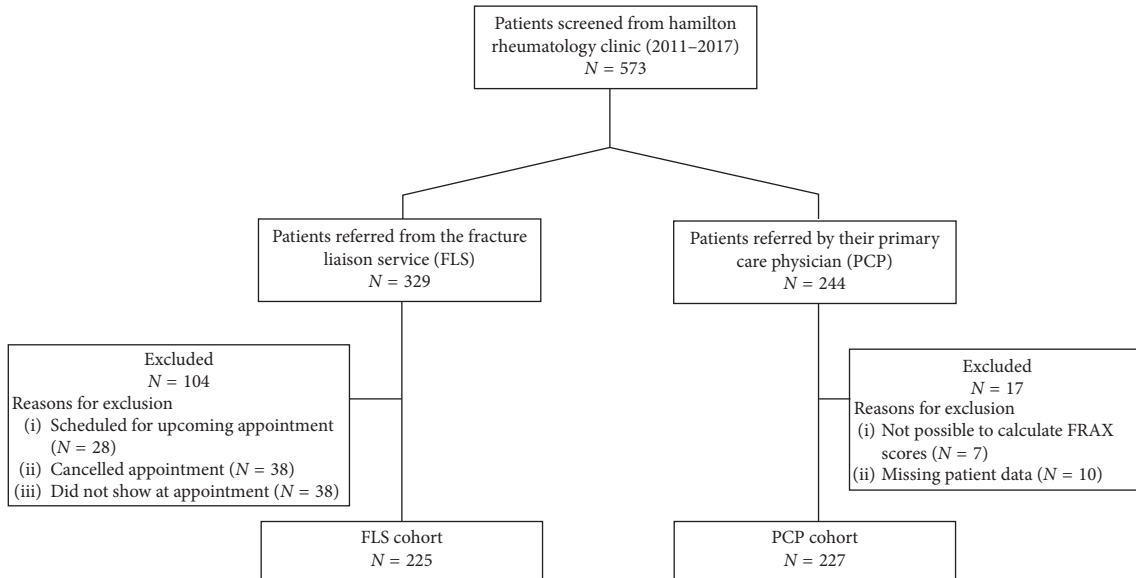 Patients screened from hamilton
rheumatology clinic (2011–2017)
N = 573
Patients referred from the fracture
liaison service (FLS)
N = 329
Patients referred by their primary
care physician (PCP)
N = 244
Excluded
N = 104
Reasons for exclusion
(i) Scheduled for upcoming appointment
(N = 28)
(ii) Cancelled appointment (N = 38)
(iii) Did not show at appointment (N = 38)
Excluded
N = 17
Reasons for exclusion
(i) Not possible to calculate FRAX
scores (N = 7)
(ii) Missing patient data (N = 10)
FLS cohort
N = 225
PCP cohort
N = 227